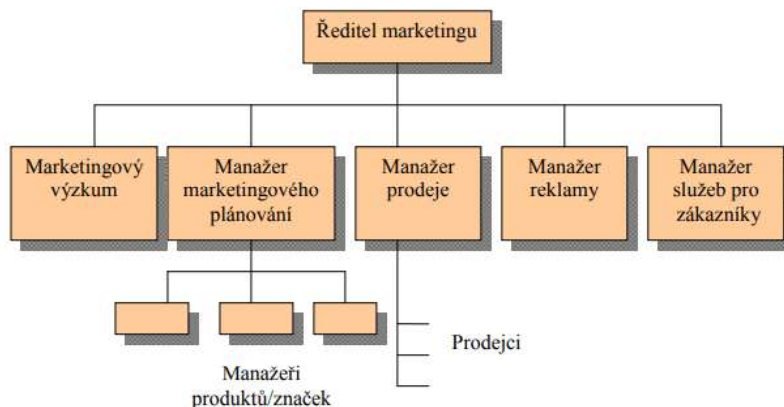 Ředitel marketingu
Marketingový
výzkum
Manažer
marketingového
plánování
Manažer
prodeje
Manažer
reklamy
Manažer
služeb pro
zákazníky
Prodejci
Manažeři
produktů/značek